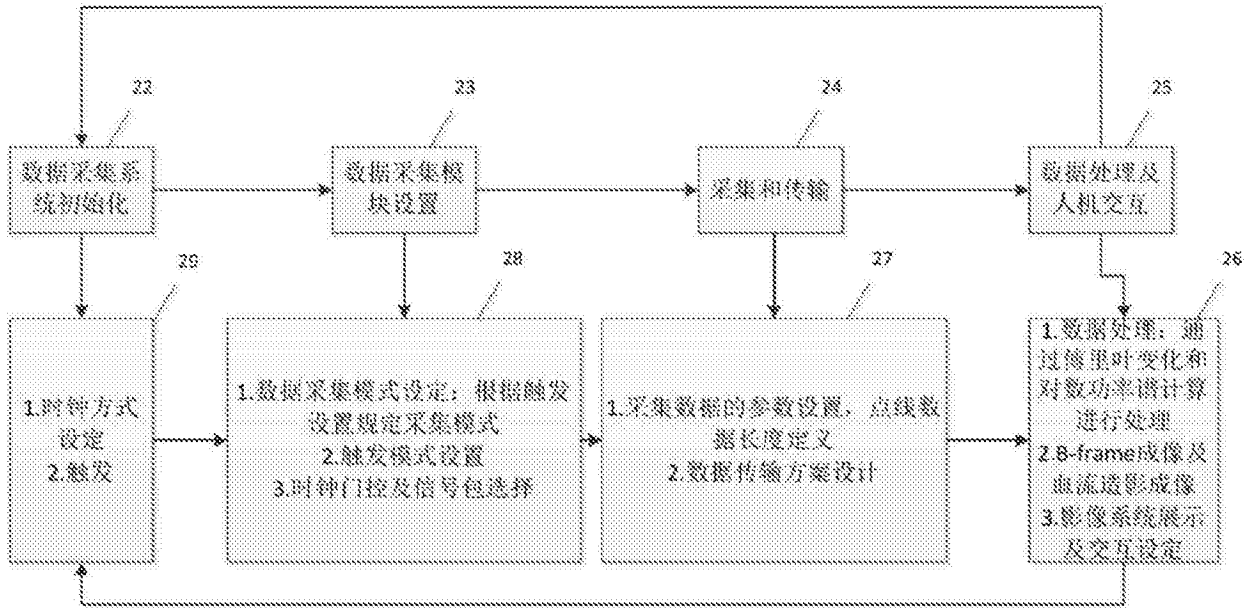 22
23
24
25
数据采集系
统初始化
数据采集模
块设置
采集和传输
数据处理及
人机交互
29
28
27
26
1.时钟方式
设定
2.触发
1.数据采集模式设定：根据触发
设置规定采集模式
2.触发模式设置
3.时钟门控及信号包选择
1.采集数据的参数设置，点线数
据长度定义
2.数据传输方案设计
1.数据处理：通
过傅里叶变化和
对数功率谱计算
进行处理
2.B-frame成像及
血流造影成像
3.影像系统展示
及交互设定